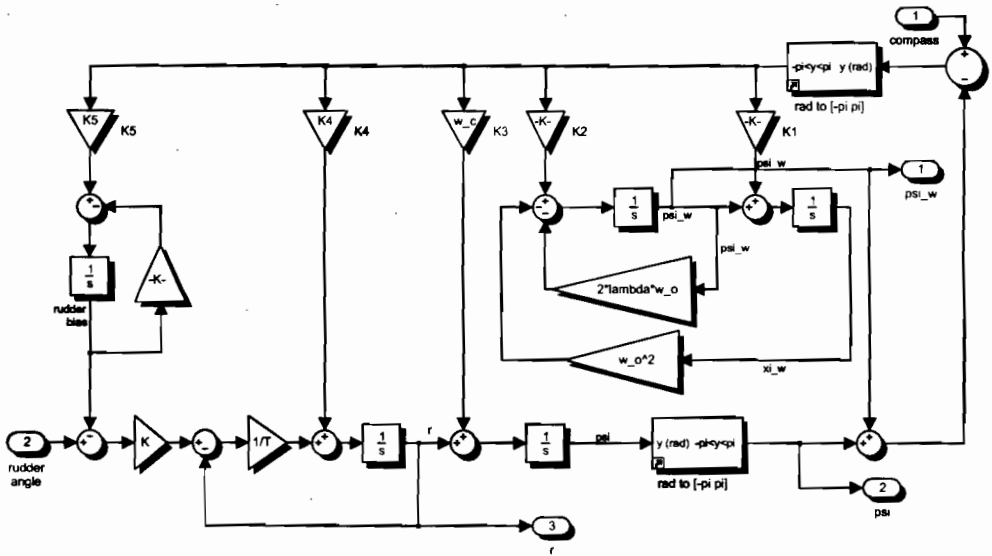 1
compass
+
−
-pi<y<pi y (rad)
rad to [-pi pi]
K5
K5
K4
K4
w_c
K3
-K-
K2
-K-
K1
psi_w
1
psi_w
+−
1
s
rudder
bias
-K-
−−
+
1
s
psi_w
psi_w
++
1
s
2*lambda*w_o
w_o^2
xi_w
2
rudder
angle
+−
K
+
−
1/T
++
1
s
r
++
1
s
psi
y (rad) -pi<y<pi
rad to [-pi pi]
++
2
psi
3
r